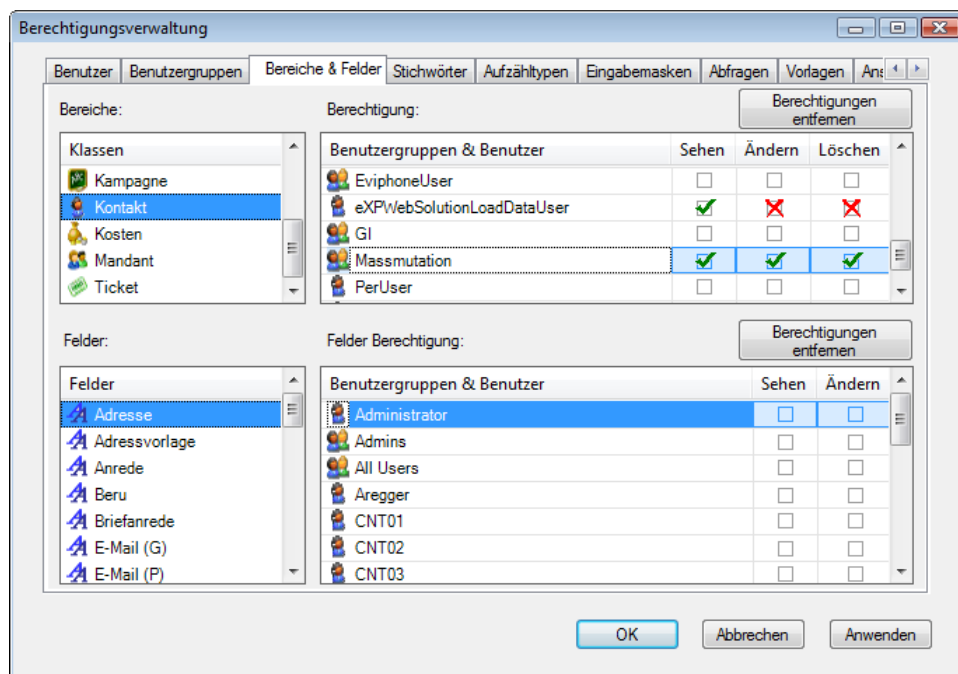 Berechtigungsverwaltung
Benutzer Benutzergruppen Bereiche & Felder Stichwörter Aufzähltypen Eingabemasken Abfragen Vorlagen Ans
Bereiche: Berechtigung: Berechtigungen entfernen
Klassen Benutzergruppen & Benutzer Sehen Ändern Löschen
Kampagne EviphoneUser
Kontakt eXPWebSolutionLoadDataUser
Kosten GI
Mandant Massmutation
Ticket PerUser
Felder: Felder Berechtigung: Berechtigungen entfernen
Felder Benutzergruppen & Benutzer Sehen Ändern
Adresse Administrator
Adressvorlage Admins
Anrede All Users
Beru Aregger
Briefanrede CNT01
E-Mail (G) CNT02
E-Mail (P) CNT03
OK Abbrechen Anwenden